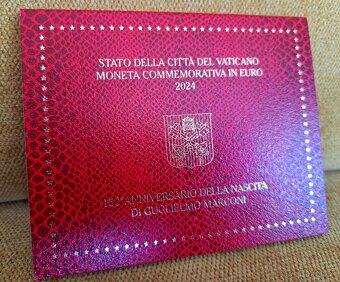 STATO DELLA CITTÀ DEL VATICANO
MONETA COMMEMORATIVA IN EURO
2024
150° ANNIVERSARIO DELLA NASCITA
DI GUGLIELMO MARCONI